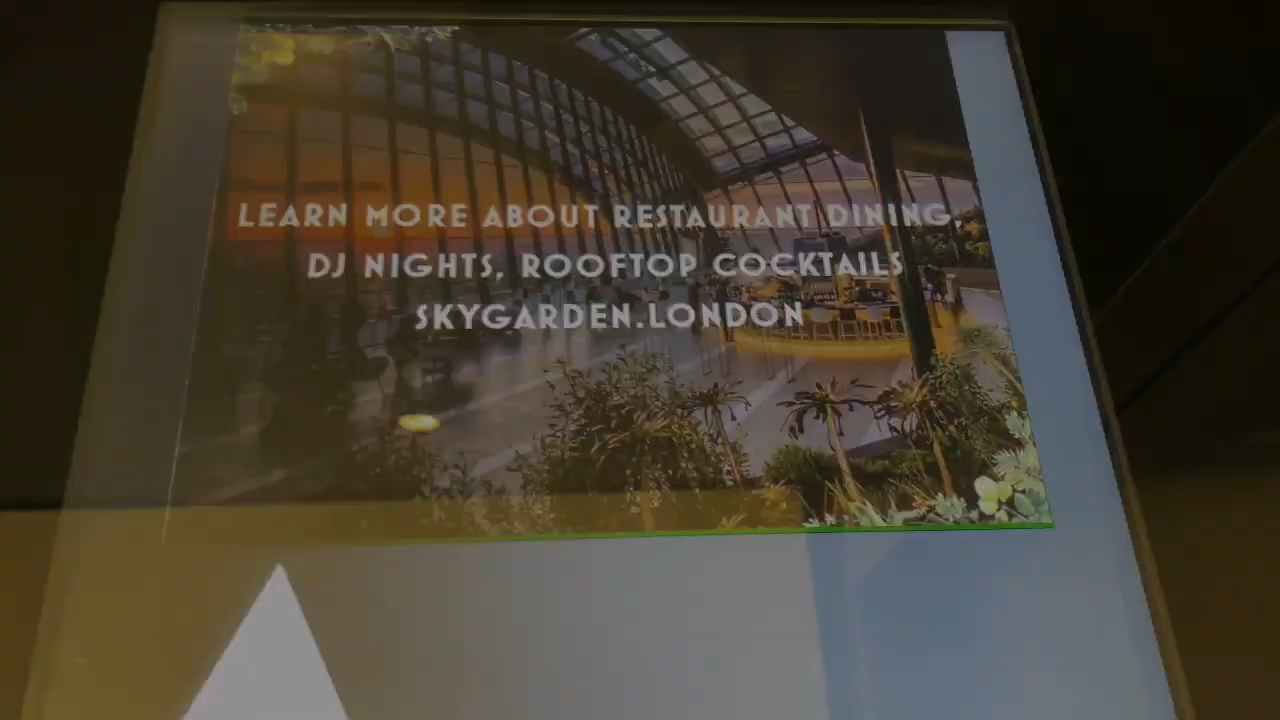 LEARN MORE ABOUT RESTAURANT DINING,
DJ NIGHTS, ROOFTOP COCKTAILS
SKYGARDEN.LONDON